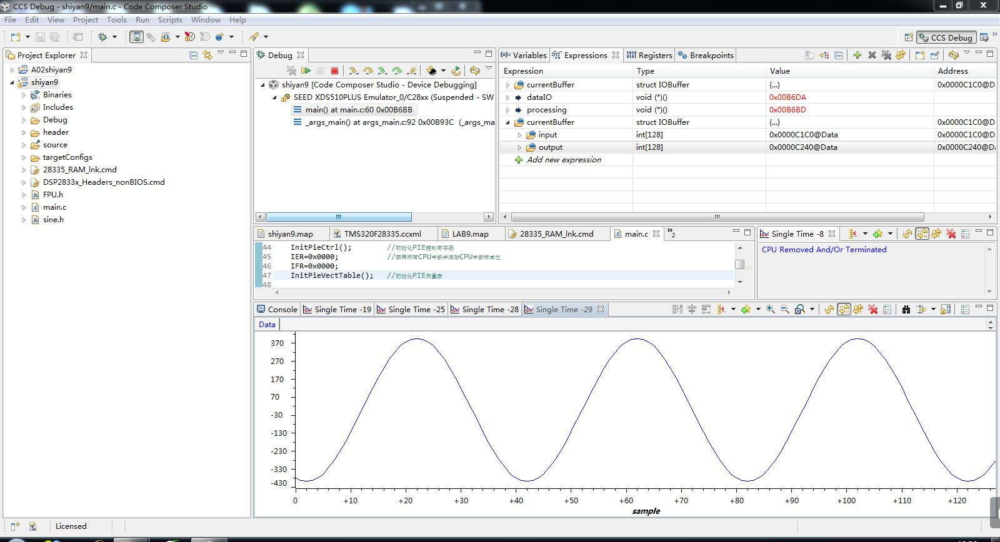 CCS Debug - shiyan9/main.c - Code Composer Studio
File Edit View Project Tools Run Scripts Window Help
CCS Debug
Project Explorer
A02shiyan9
shiyan9
Binaries
Includes
Debug
header
source
targetConfigs
28335_RAM_lnk.cmd
DSP2833x_Headers_nonBIOS.cmd
FPU.h
main.c
sine.h
Debug
shiyan9 [Code Composer Studio - Device Debugging]
SEED XDS510PLUS Emulator_0/C28xx (Suspended - SW
main() at main.c:60 0x00B6BB
_args_main() at args_main.c:92 0x00B93C (_args_ma
Variables Expressions Registers Breakpoints
Expression Type Value Address
currentBuffer struct IOBuffer {...} 0x0000C1C0@D
dataIO void (*)() 0x00B6DA
processing void (*)() 0x00B6BD
currentBuffer struct IOBuffer {...} 0x0000C1C0@D
input int[128] 0x0000C1C0@Data 0x0000C1C0@D
output int[128] 0x0000C240@Data 0x0000C240@D
Add new expression
shiyan9.map TMS320F28335.ccxml LAB9.map 28335_RAM_lnk.cmd main.c »2
44 InitPieCtrl(); //初始化PIE控制寄存器
45 IER=0x0000; //禁用所有CPU中断并清除CPU中断标志位
46 IFR=0x0000;
47 InitPieVectTable(); //初始化PIE向量表
48
Single Time -8
CPU Removed And/Or Terminated
Console Single Time -19 Single Time -25 Single Time -28 Single Time -29
Data
370
270
170
70
-30
-130
-230
-330
-430
0 +10 +20 +30 +40 +50 +60 +70 +80 +90 +100 +110 +120
sample
Licensed